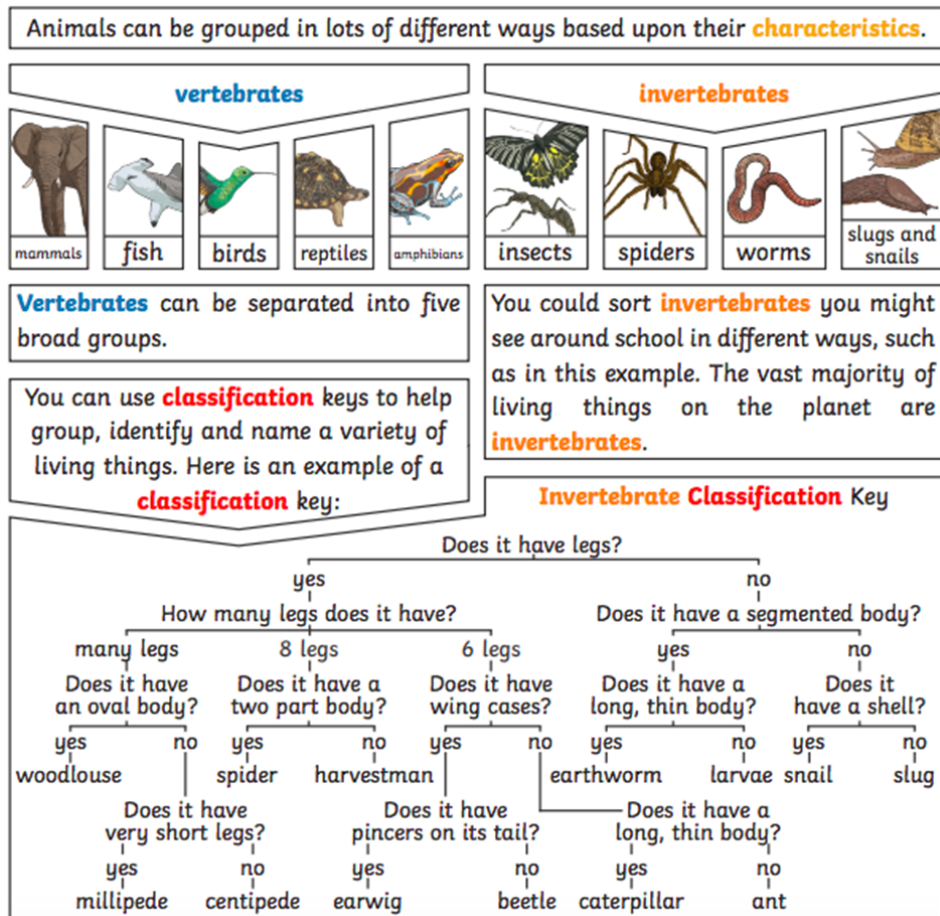 Animals can be grouped in lots of different ways based upon their characteristics.
vertebrates
mammals
fish
birds
reptiles
amphibians
invertebrates
insects
spiders
worms
slugs and
snails
Vertebrates can be separated into five
broad groups.
You could sort invertebrates you might
see around school in different ways, such
as in this example. The vast majority of
living things on the planet are
invertebrates.
You can use classification keys to help
group, identify and name a variety of
living things. Here is an example of a
classification key:
Invertebrate Classification Key
Does it have legs?
yes
no
How many legs does it have?
Does it have a segmented body?
many legs
8 legs
6 legs
yes
no
Does it have
an oval body?
Does it have a
two part body?
Does it have
wing cases?
Does it have a
long, thin body?
Does it
have a shell?
yes
no
yes
no
yes
no
yes
no
yes
no
woodlouse
spider
harvestman
earthworm
larvae
snail
slug
Does it have
very short legs?
Does it have
pincers on its tail?
Does it have a
long, thin body?
yes
no
yes
no
yes
no
millipede
centipede
earwig
beetle
caterpillar
ant